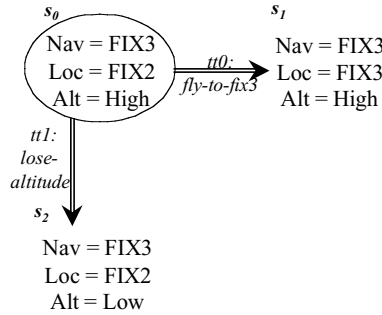 s0
Nav = FIX3
Loc = FIX2
Alt = High
tt0:
fly-to-fix3
s1
Nav = FIX3
Loc = FIX3
Alt = High
tt1:
lose-
altitude
s2
Nav = FIX3
Loc = FIX2
Alt = Low